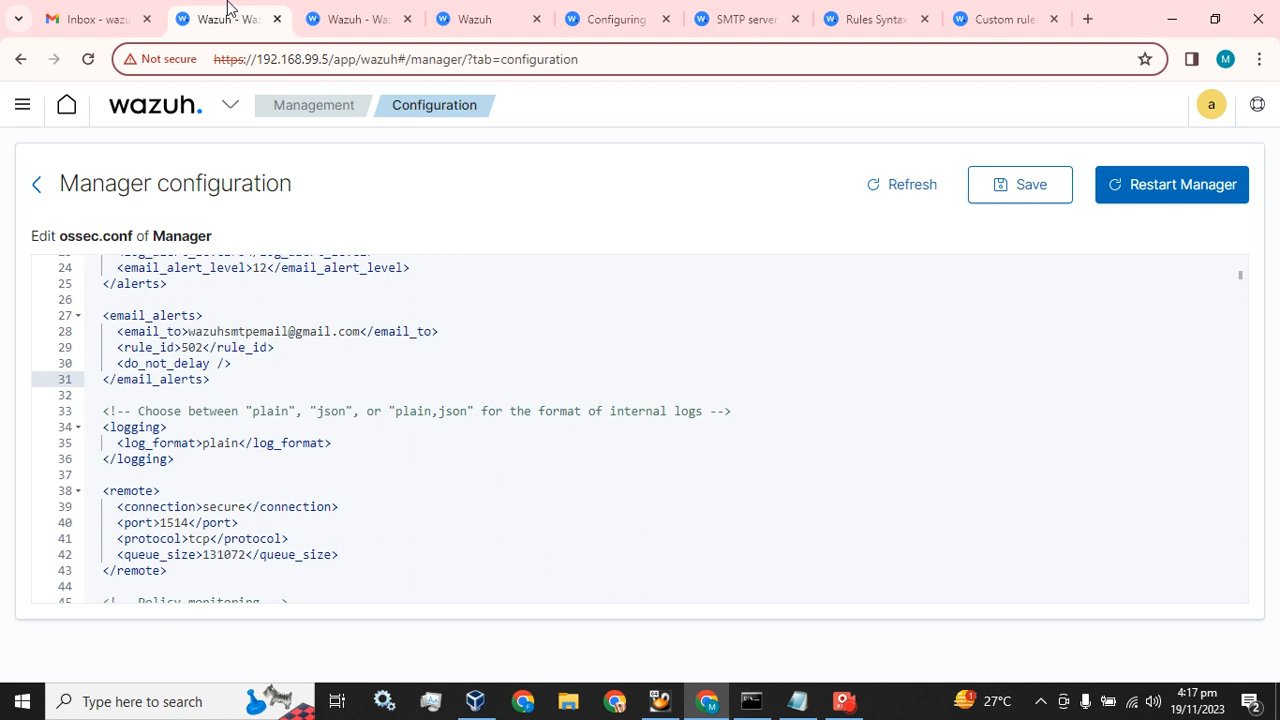 Inbox - wazu
Wazuh - Wa
Wazuh - Waz
Wazuh
Configuring
SMTP server
Rules Syntax
Custom rule
Not secure
https://192.168.99.5/app/wazuh#/manager/?tab=configuration
M
wazuh.
Management
Configuration
a
Manager configuration
Refresh
Save
Restart Manager
Edit ossec.conf of Manager
24 <email_alert_level>12</email_alert_level>
25 </alerts>
26
27 <email_alerts>
28 <email_to>wazuhsmtpemail@gmail.com</email_to>
29 <rule_id>502</rule_id>
30 <do_not_delay />
31 </email_alerts>
32
33 <!-- Choose between "plain", "json", or "plain,json" for the format of internal logs -->
34 <logging>
35 <log_format>plain</log_format>
36 </logging>
37
38 <remote>
39 <connection>secure</connection>
40 <port>1514</port>
41 <protocol>tcp</protocol>
42 <queue_size>131072</queue_size>
43 </remote>
44
45 <!-- Policy monitoring -->
Type here to search
27°C
4:17 pm
19/11/2023
2